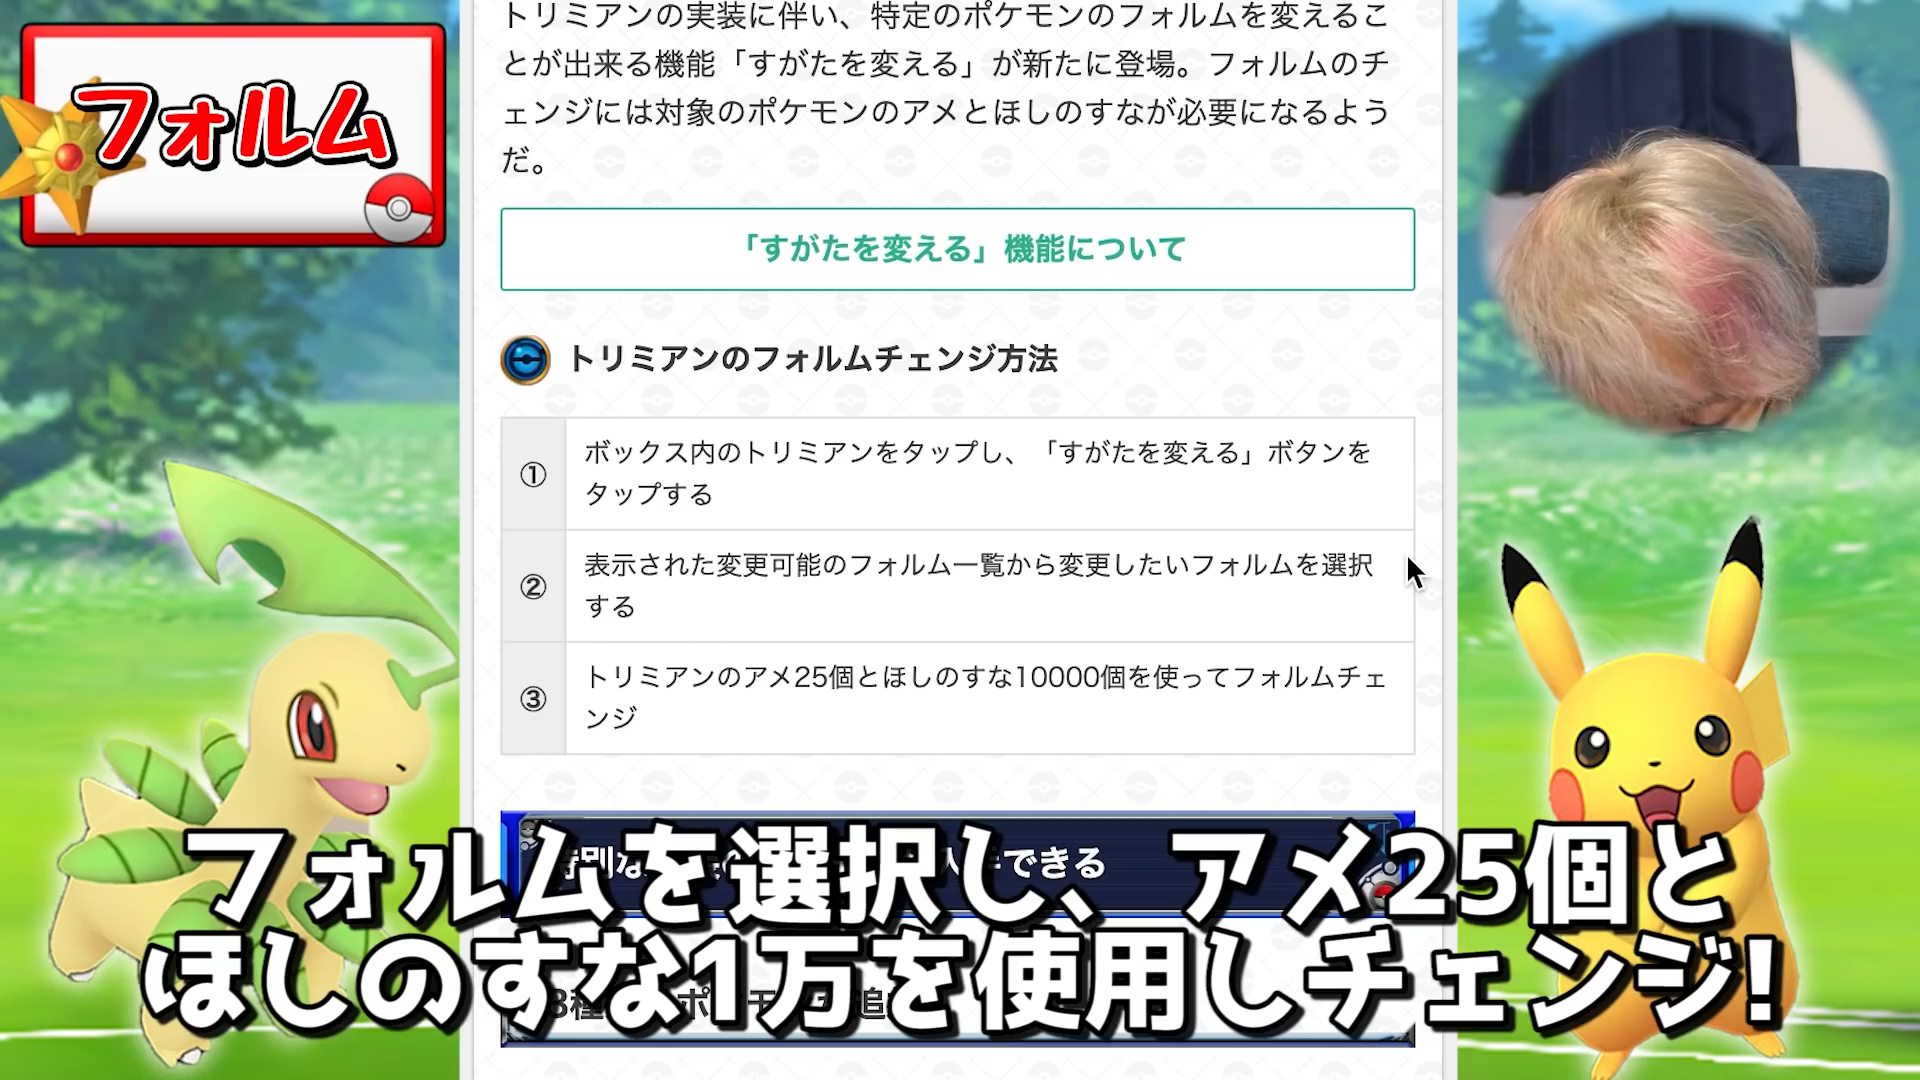 フォルム
トリミアンの実装に伴い、特定のポケモンのフォルムを変えるこ
とが出来る機能「すがたを変える」が新たに登場。フォルムのチ
ェンジには対象のポケモンのアメとほしのすなが必要になるよう
だ。
「すがたを変える」機能について
トリミアンのフォルムチェンジ方法
① ボックス内のトリミアンをタップし、「すがたを変える」ボタンを
タップする
② 表示された変更可能のフォルム一覧から変更したいフォルムを選択
する
③ トリミアンのアメ25個とほしのすな10000個を使ってフォルムチェ
ンジ
できる
フォルムを選択し、アメ25個と
ほしのすな1万を使用しチェンジ!